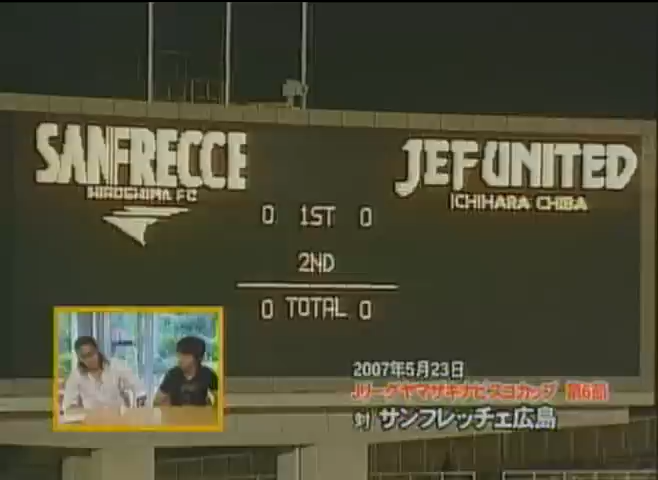 SANFRECCE
HIROSHIMA FC
JEF UNITED
ICHIHARA CHIBA
0 1ST 0
2ND
0 TOTAL 0
2007年5月23日
Jリーグヤマザキナビスコカップ 第6節
対 サンフレッチェ広島